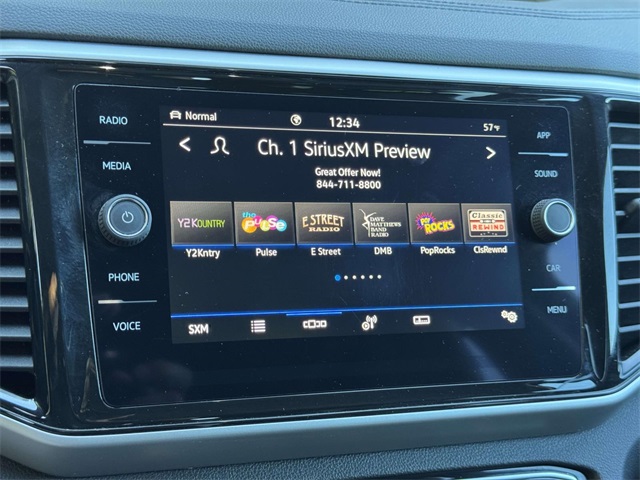 RADIO
MEDIA
PHONE
VOICE
Normal
12:34
57°F
Ch. 1 SiriusXM Preview
Great Offer Now!
844-711-8800
Y2KOUNTRY
the Pulse
E STREET
RADIO
DAVE
MATTHEWS
BAND
RADIO
POP
ROCKS
Classic
REWIND
Y2Kntry
Pulse
E Street
DMB
PopRocks
ClsRewnd
SXM
APP
SOUND
CAR
MENU